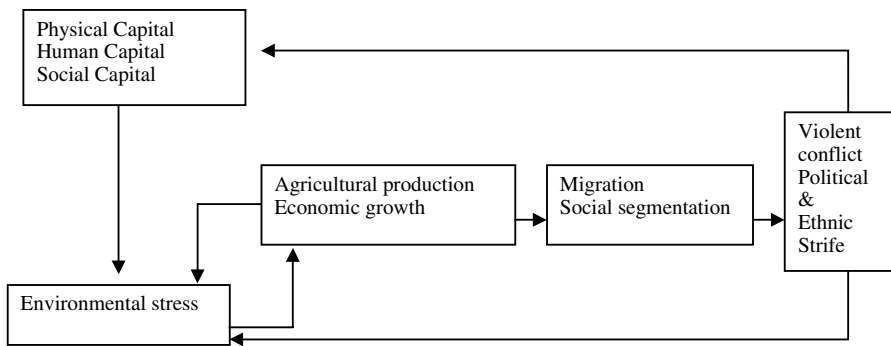 Physical Capital
Human Capital
Social Capital
Agricultural production
Economic growth
Migration
Social segmentation
Violent
conflict
Political
&
Ethnic
Strife
Environmental stress